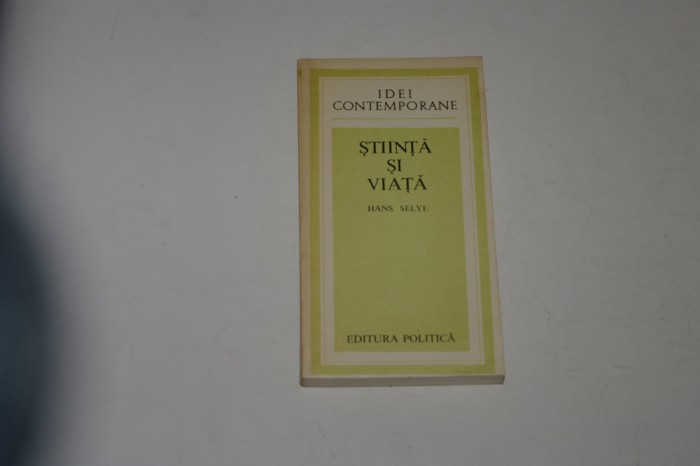 IDEI
CONTEMPORANE
ȘTIINȚĂ
ȘI
VIAȚĂ
HANS SELYE
EDITURA POLITICĂ